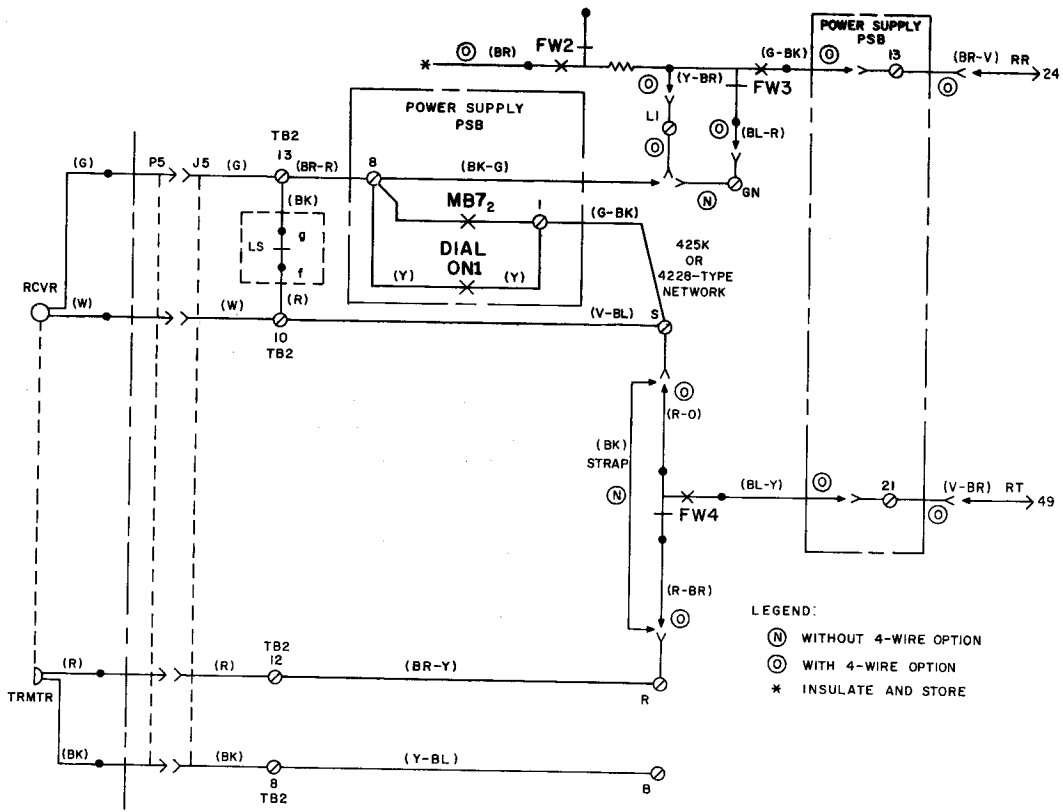 (BR)
O
FW2
(G-BK)
O
POWER SUPPLY
PSB
13
(BR-V) RR
24
O
*
O
(Y-BR)
FW3
L1
O
O
(BL-R)
GN
N
POWER SUPPLY
PSB
TB2
13
(G)
P5
J5
(G)
(BR-R)
8
(BK-G)
(BK)
MB7₂
1
(G-BK)
LS
g
f
DIAL
ON1
(Y)
(Y)
425K
OR
4228-TYPE
NETWORK
RCVR
(W)
(W)
(R)
(V-BL)
S
10
TB2
O
(R-O)
(BK)
STRAP
N
(BL-Y)
O
21
(V-BR) RT
49
O
FW4
(R-BR)
O
LEGEND:
N WITHOUT 4-WIRE OPTION
O WITH 4-WIRE OPTION
* INSULATE AND STORE
TRMTR
(R)
(R)
TB2
12
(BR-Y)
R
(BK)
(BK)
8
TB2
(Y-BL)
B